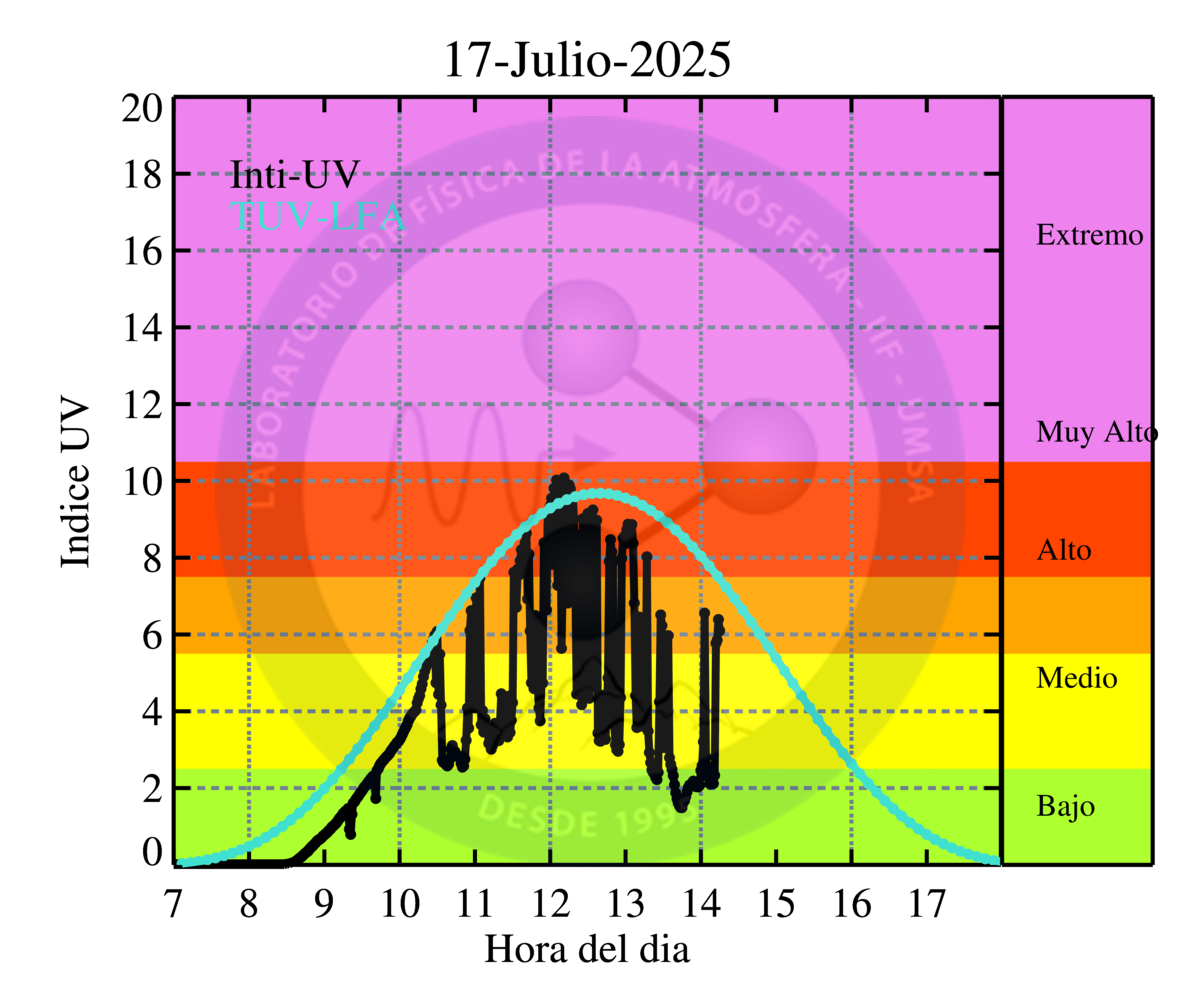 17-Julio-2025
20
18
16
14
12
10
8
6
4
2
0
Indice UV
Inti-UV
TUV-LFA
LABORATORIO DE FÍSICA DE LA ATMÓSFERA - IIF - UMSA
DESDE 1995
Extremo
Muy Alto
Alto
Medio
Bajo
7 8 9 10 11 12 13 14 15 16 17
Hora del dia